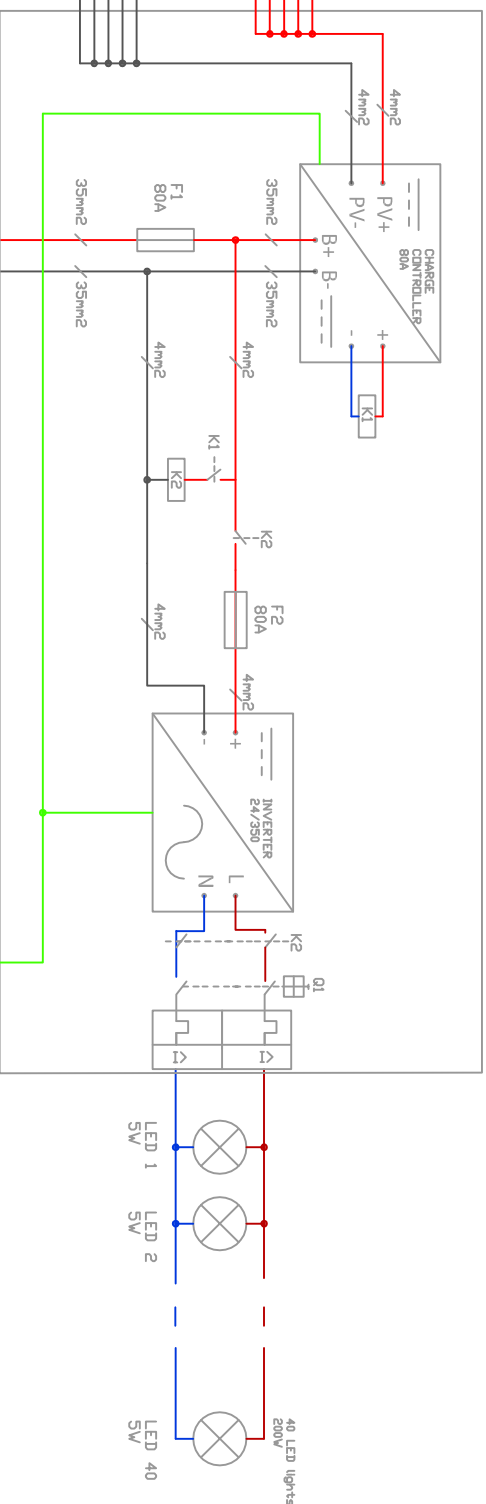 4mm2
4mm2
PV+
PV-
CHARGE
CONTROLLER
80A
35mm2
F1
80A
35mm2
B+
B-
35mm2
35mm2
-
+
K1
4mm2
4mm2
K1
K2
K2
4mm2
F2
80A
4mm2
-
+
INVERTER
24/350
N
L
K2
Q1
I>
I>
LED 1
5W
LED 2
5W
40 LED lights
200W
LED 40
5W